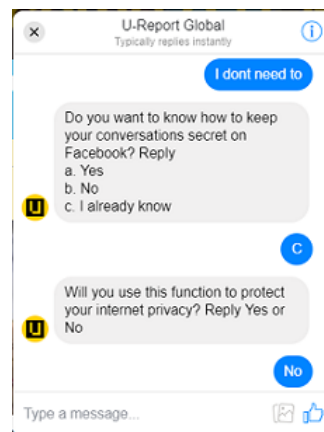 U-Report Global
Typically replies instantly
I dont need to
Do you want to know how to keep
your conversations secret on
Facebook? Reply
a. Yes
b. No
c. I already know
U
C
Will you use this function to protect
your internet privacy? Reply Yes or
No
U
No
Type a message...